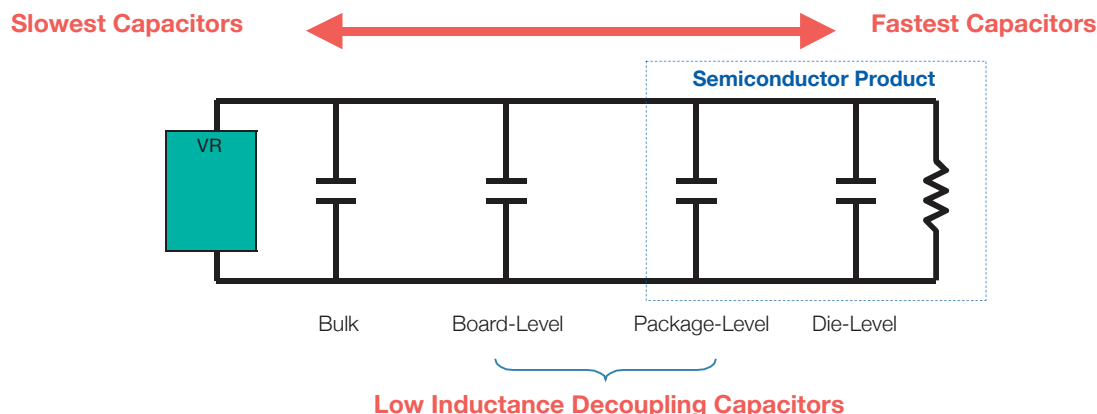 Slowest Capacitors
Fastest Capacitors
Semiconductor Product
VR
Bulk
Board-Level
Package-Level
Die-Level
Low Inductance Decoupling Capacitors